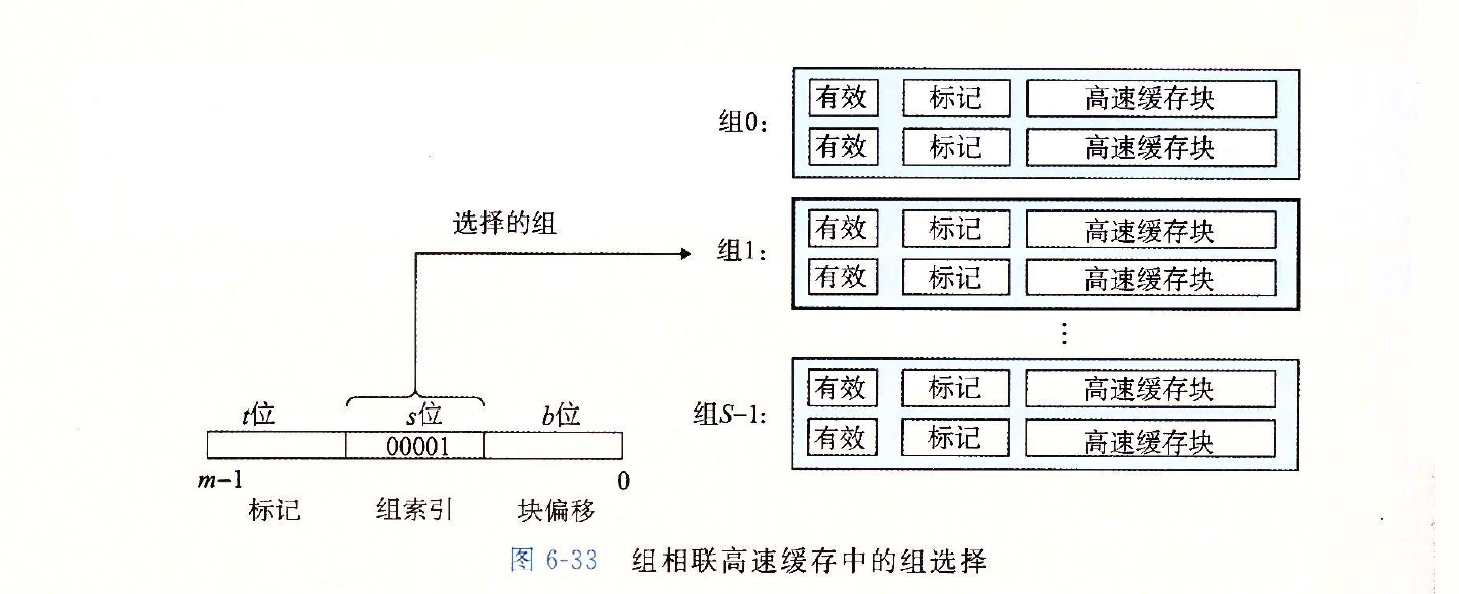 有效 标记 高速缓存块
组0:
有效 标记 高速缓存块
选择的组
有效 标记 高速缓存块
组1:
有效 标记 高速缓存块
⋮
有效 标记 高速缓存块
组S-1:
有效 标记 高速缓存块
t位 s位 b位
00001
m-1 0
标记 组索引 块偏移
图 6-33 组相联高速缓存中的组选择